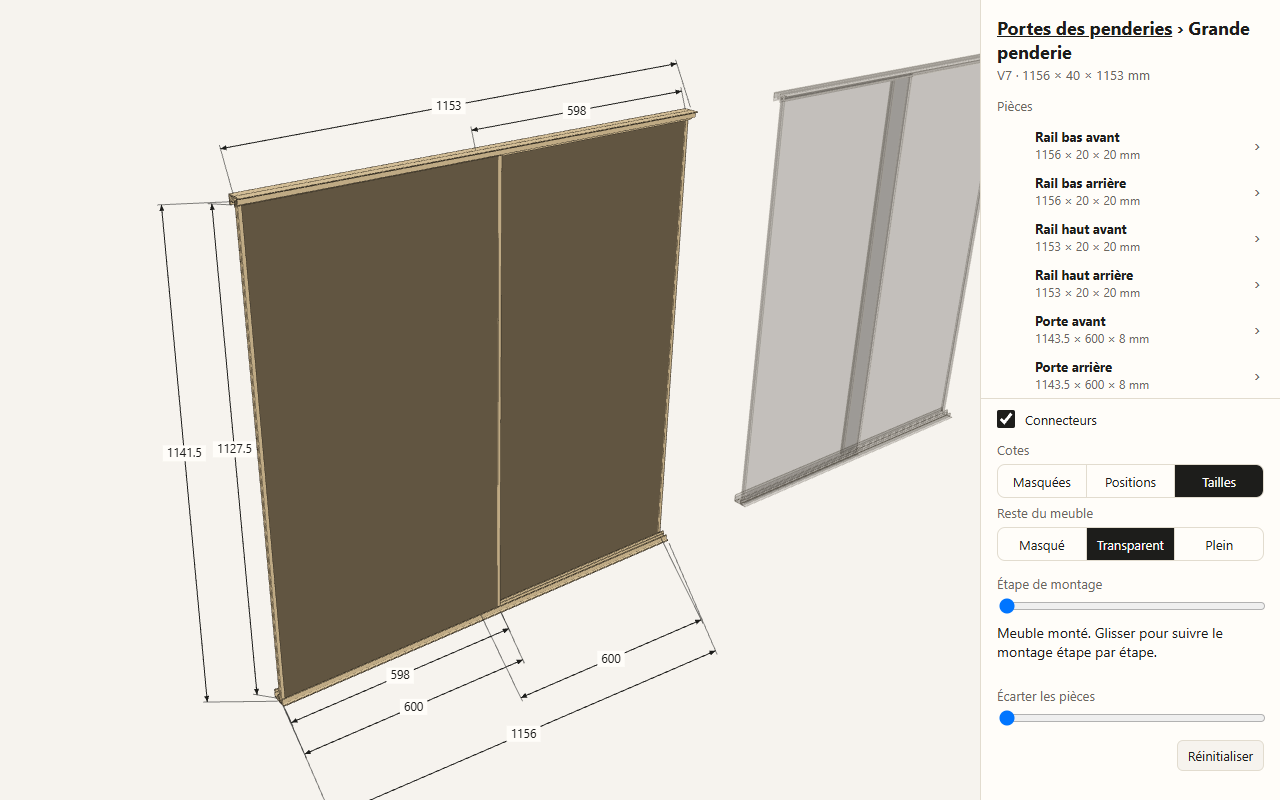 1153
598
1141.5
1127.5
598
600
600
1156
Portes des penderies › Grande
penderie
V7 · 1156 × 40 × 1153 mm
Pièces
Rail bas avant
1156 × 20 × 20 mm
Rail bas arrière
1156 × 20 × 20 mm
Rail haut avant
1153 × 20 × 20 mm
Rail haut arrière
1153 × 20 × 20 mm
Porte avant
1143.5 × 600 × 8 mm
Porte arrière
1143.5 × 600 × 8 mm
Connecteurs
Cotes
Masquées Positions Tailles
Reste du meuble
Masqué Transparent Plein
Étape de montage
Meuble monté. Glisser pour suivre le
montage étape par étape.
Écarter les pièces
Réinitialiser